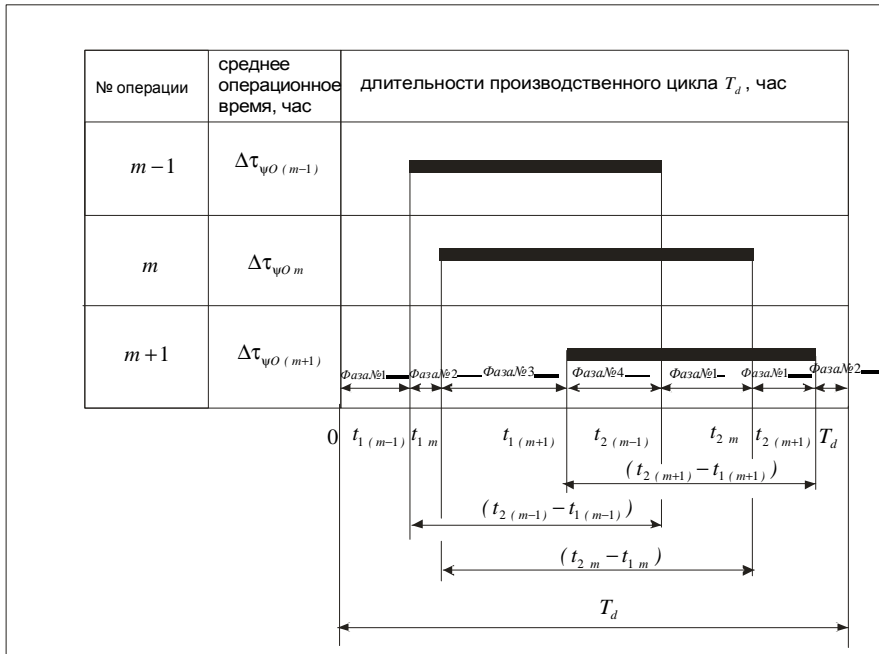 № операции
среднее
операционное
время, час
длительности производственного цикла T_d , час
m−1
Δτ_ψO (m−1)
m
Δτ_ψO m
m+1
Δτ_ψO (m+1)
Фаза№1 Фаза№2 Фаза№3 Фаза№4 Фаза№1 Фаза№1 Фаза№2
0 t_1 (m−1) t_1 m t_1 (m+1) t_2 (m−1) t_2 m t_2 (m+1) T_d
( t_2 (m+1) − t_1 (m+1) )
( t_2 (m−1) − t_1 (m−1) )
( t_2 m − t_1 m )
T_d